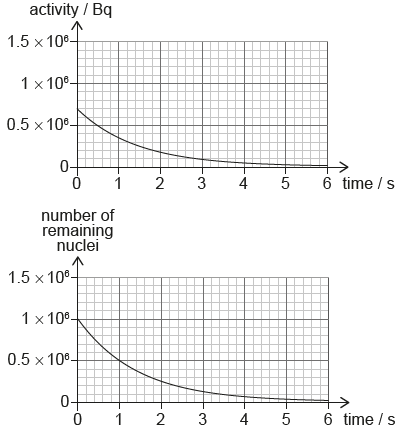 activity / Bq
1.5 × 10⁶
1 × 10⁶
0.5 × 10⁶
0
0 1 2 3 4 5 6 time / s
number of
remaining
nuclei
1.5 × 10⁶
1 × 10⁶
0.5 × 10⁶
0
0 1 2 3 4 5 6 time / s